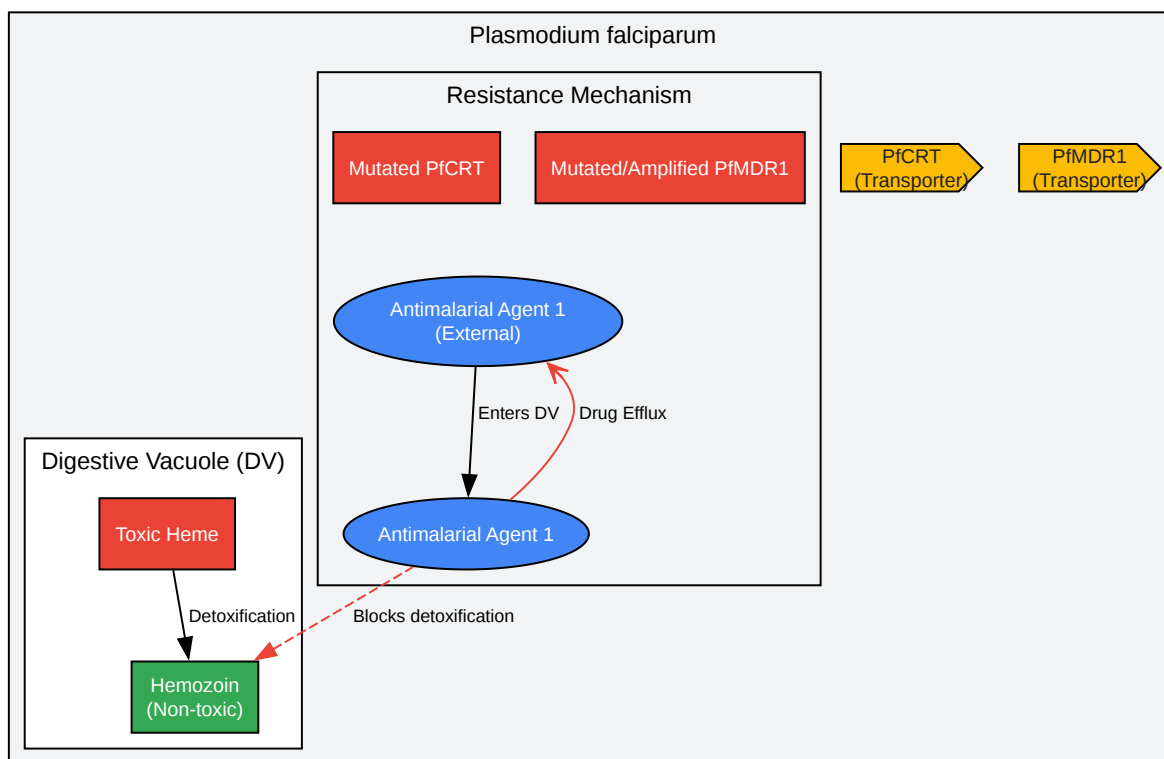 Plasmodium falciparum
Resistance Mechanism
Mutated PfCRT
Mutated/Amplified PfMDR1
PfCRT
(Transporter)
PfMDR1
(Transporter)
Antimalarial Agent 1
(External)
Enters DV
Drug Efflux
Digestive Vacuole (DV)
Toxic Heme
Antimalarial Agent 1
Detoxification
Blocks detoxification
Hemozoin
(Non-toxic)